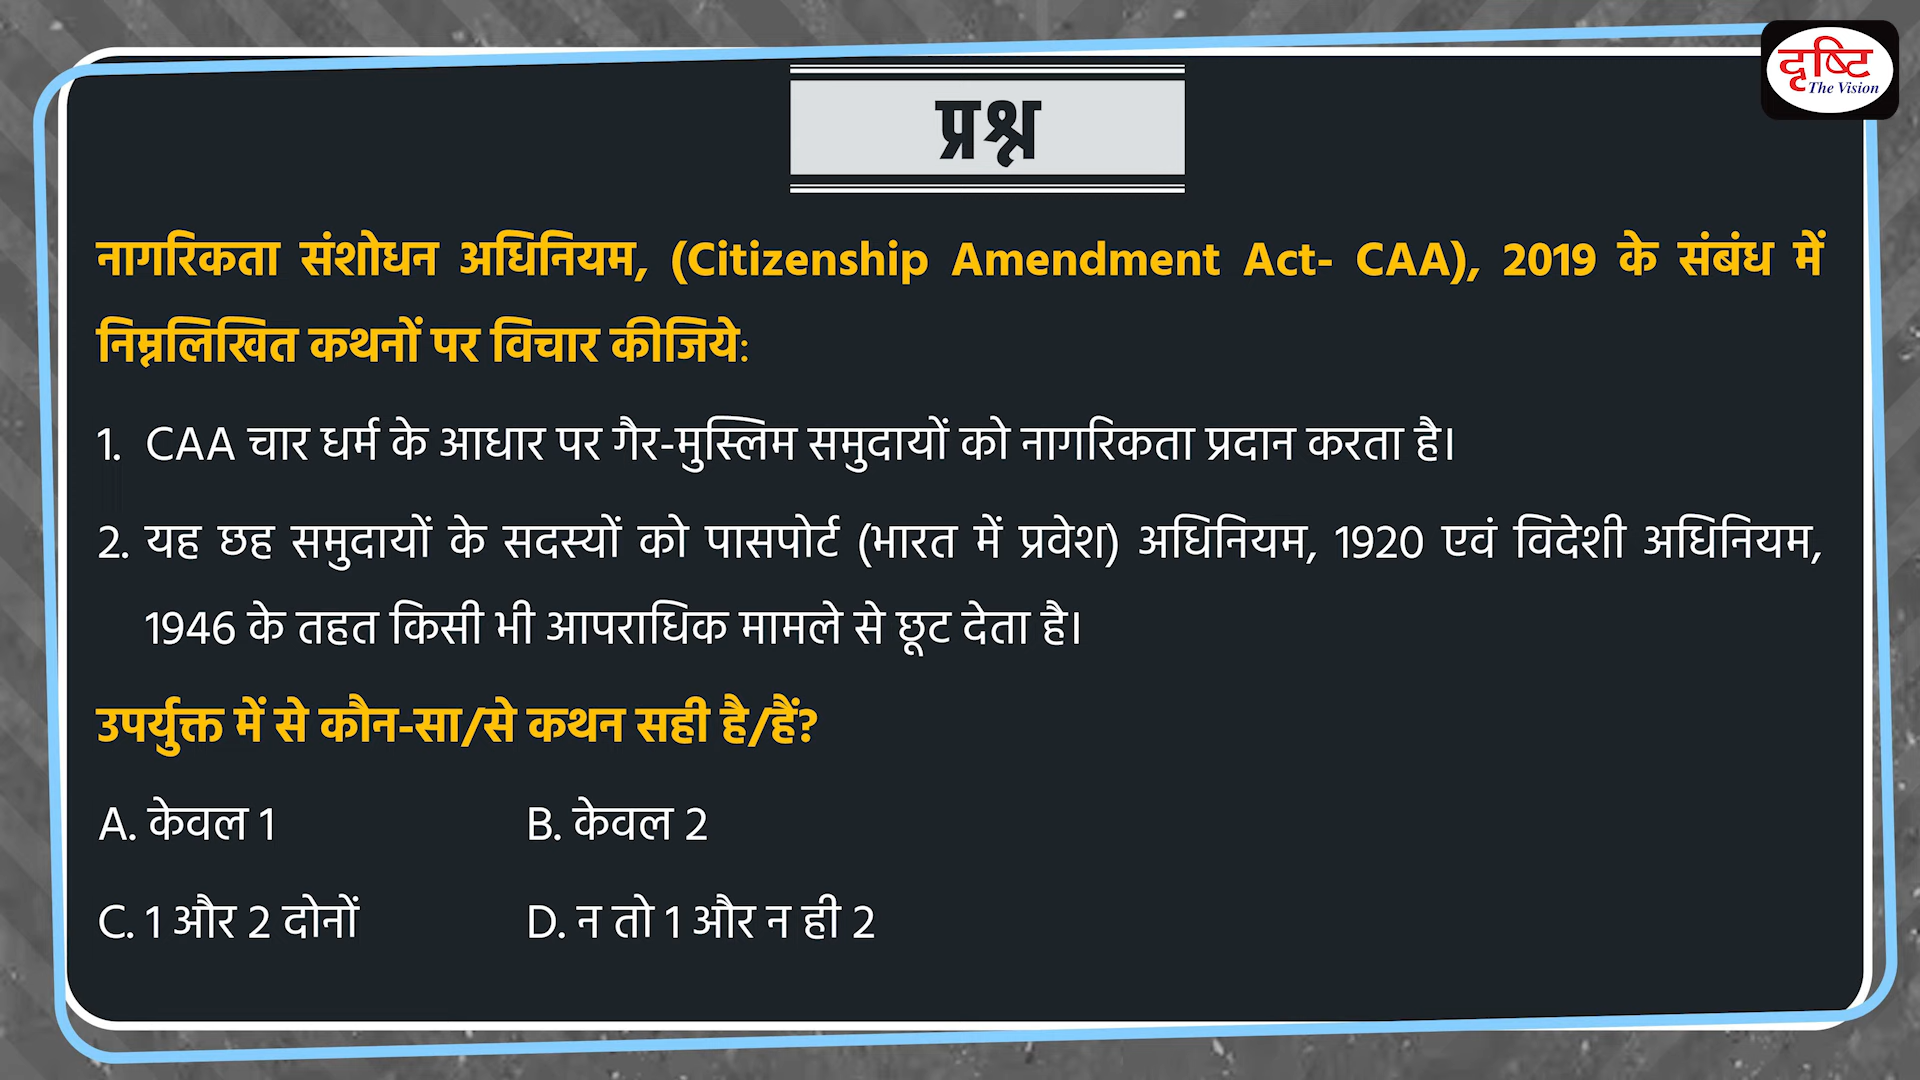 दृष्टि
The Vision
प्रश्न
नागरिकता संशोधन अधिनियम, (Citizenship Amendment Act- CAA), 2019 के संबंध में
निम्नलिखित कथनों पर विचार कीजिये:
1. CAA चार धर्म के आधार पर गैर-मुस्लिम समुदायों को नागरिकता प्रदान करता है।
2. यह छह समुदायों के सदस्यों को पासपोर्ट (भारत में प्रवेश) अधिनियम, 1920 एवं विदेशी अधिनियम,
1946 के तहत किसी भी आपराधिक मामले से छूट देता है।
उपर्युक्त में से कौन-सा/से कथन सही है/हैं?
A. केवल 1 B. केवल 2
C. 1 और 2 दोनों D. न तो 1 और न ही 2